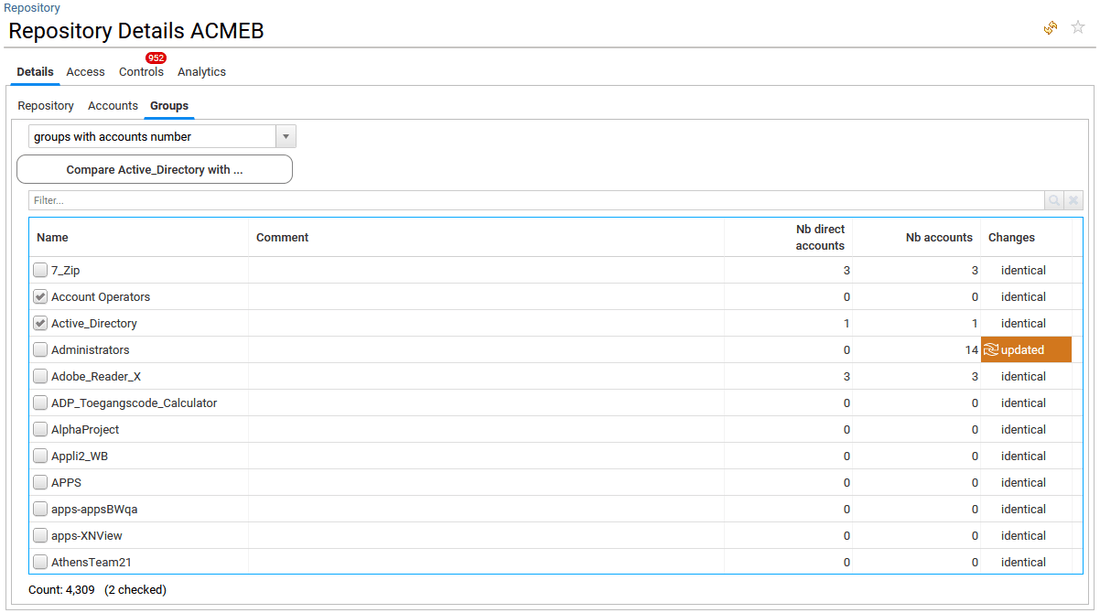 Repository
Repository Details ACMEB
952
Details Access Controls Analytics
Repository Accounts Groups
groups with accounts number
Compare Active_Directory with ...
Filter...
Name Comment Nb direct accounts Nb accounts Changes
7_Zip 3 3 identical
Account Operators 0 0 identical
Active_Directory 1 1 identical
Administrators 0 14 updated
Adobe_Reader_X 3 3 identical
ADP_Toegangscode_Calculator 0 0 identical
AlphaProject 0 0 identical
Appli2_WB 0 0 identical
APPS 0 0 identical
apps-appsBWqa 0 0 identical
apps-XNView 0 0 identical
AthensTeam21 0 0 identical
Count: 4,309 (2 checked)